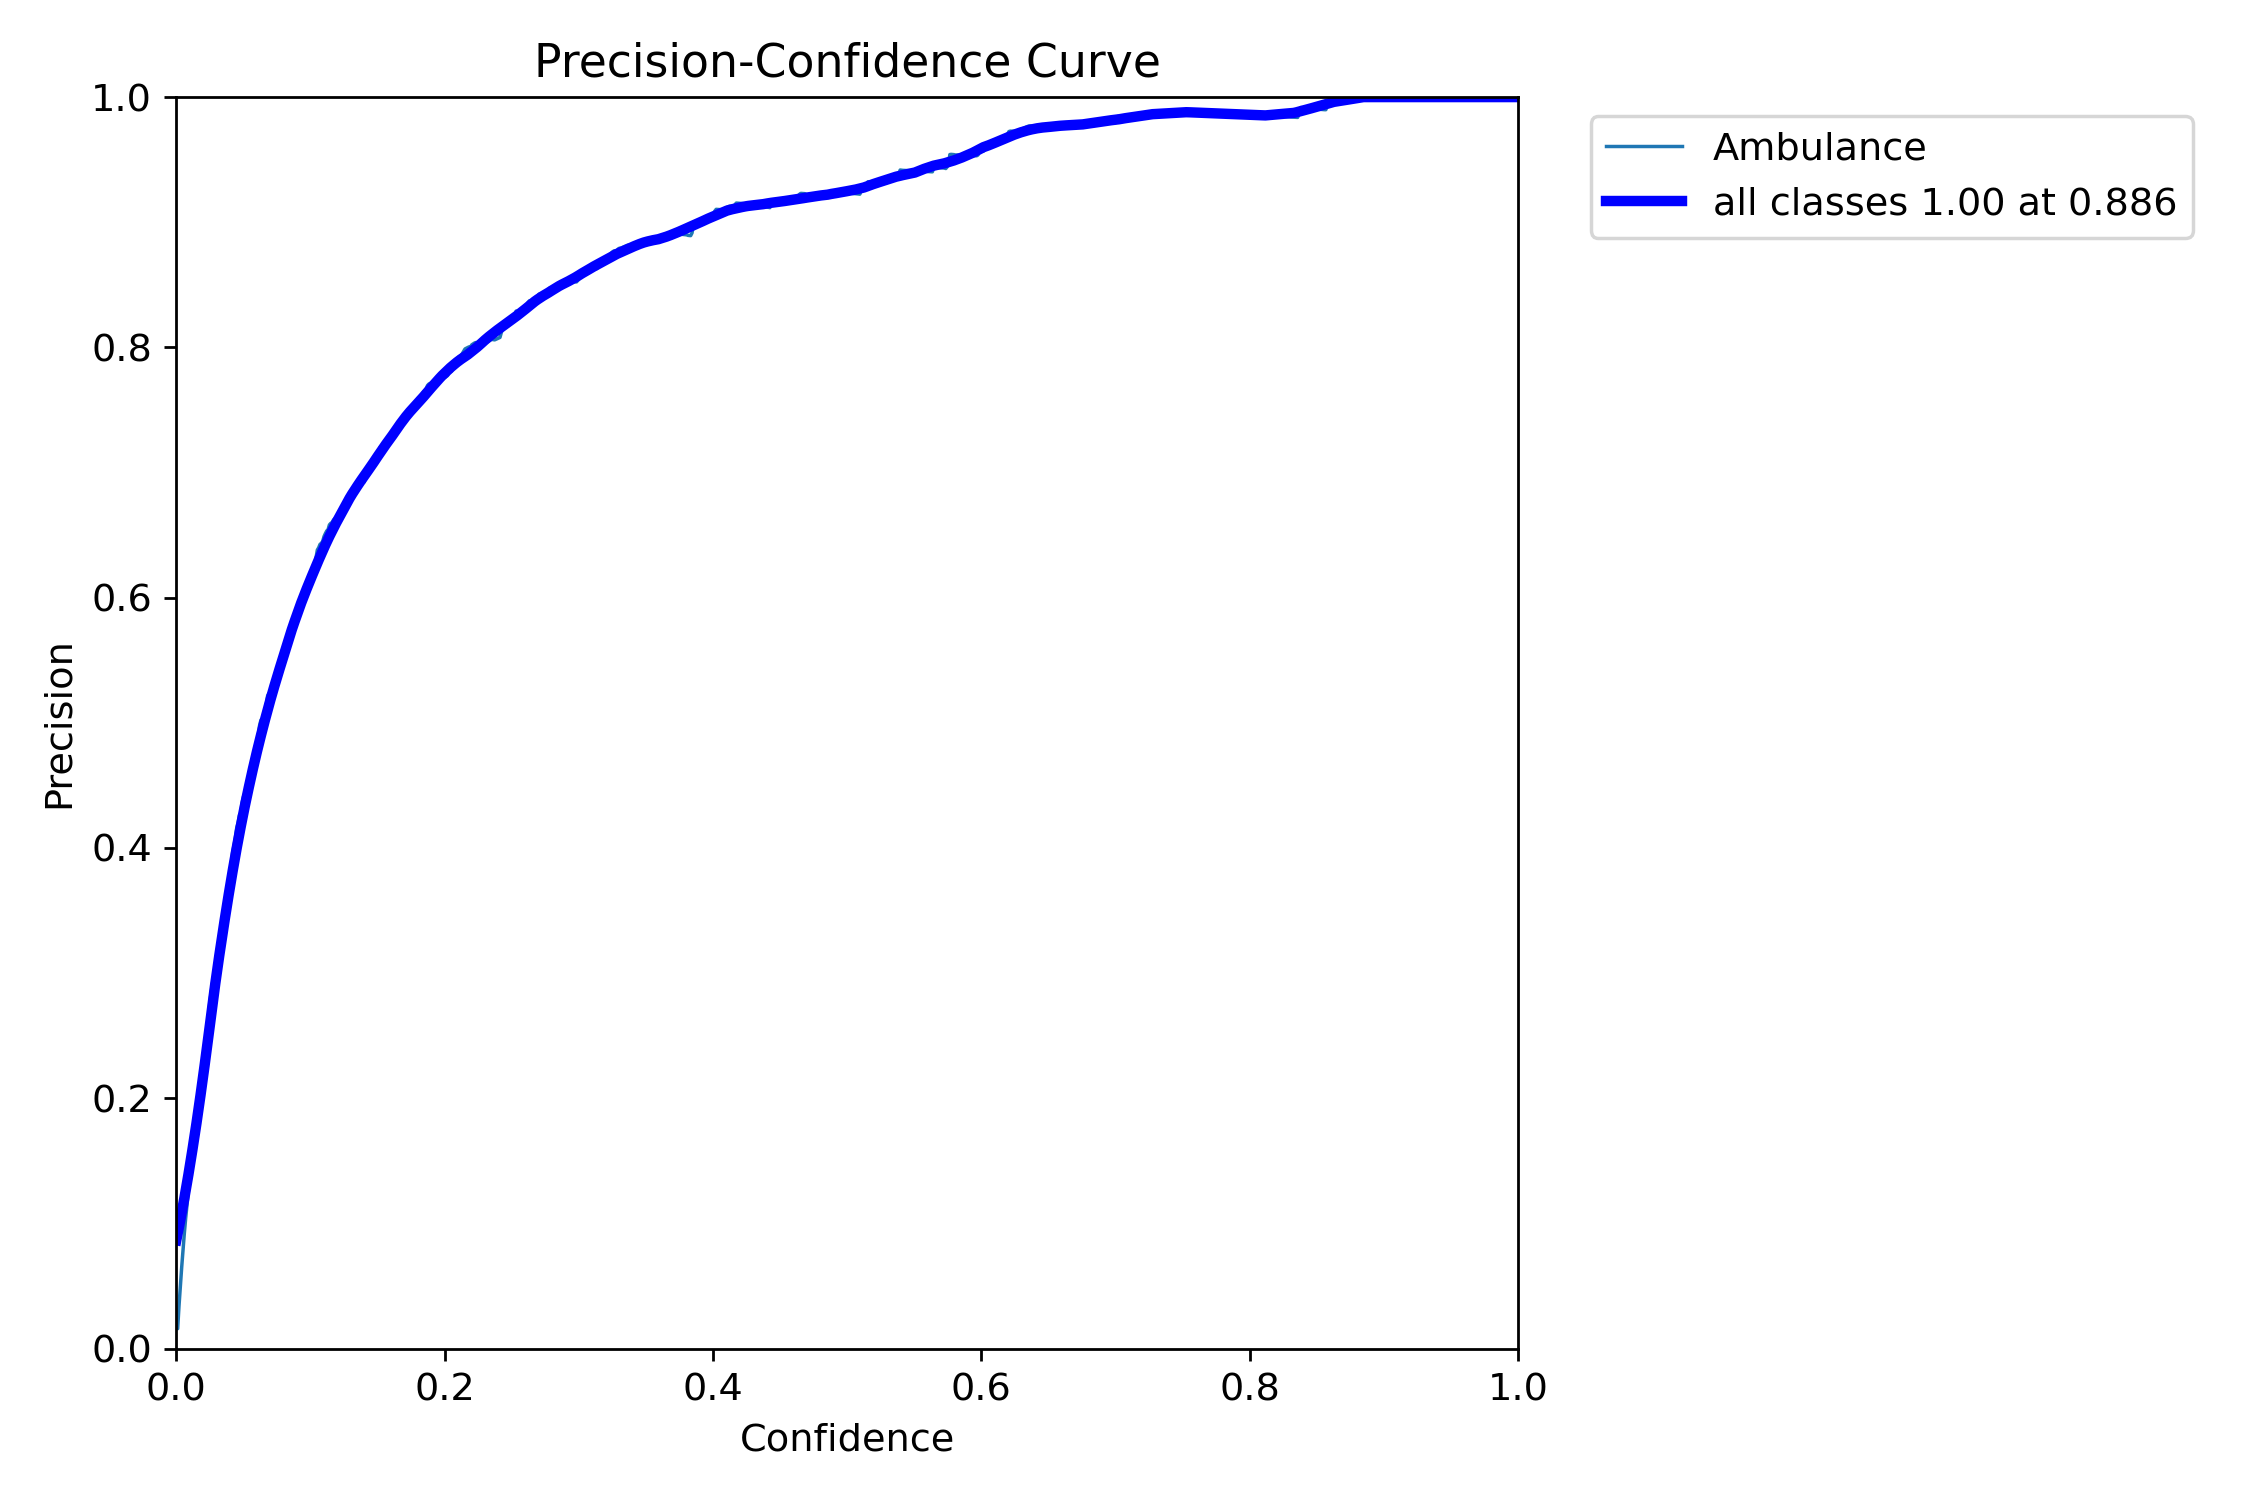 Precision-Confidence Curve
1.0
0.8
0.6
0.4
0.2
0.0
Precision
0.0 0.2 0.4 0.6 0.8 1.0
Confidence
Ambulance
all classes 1.00 at 0.886